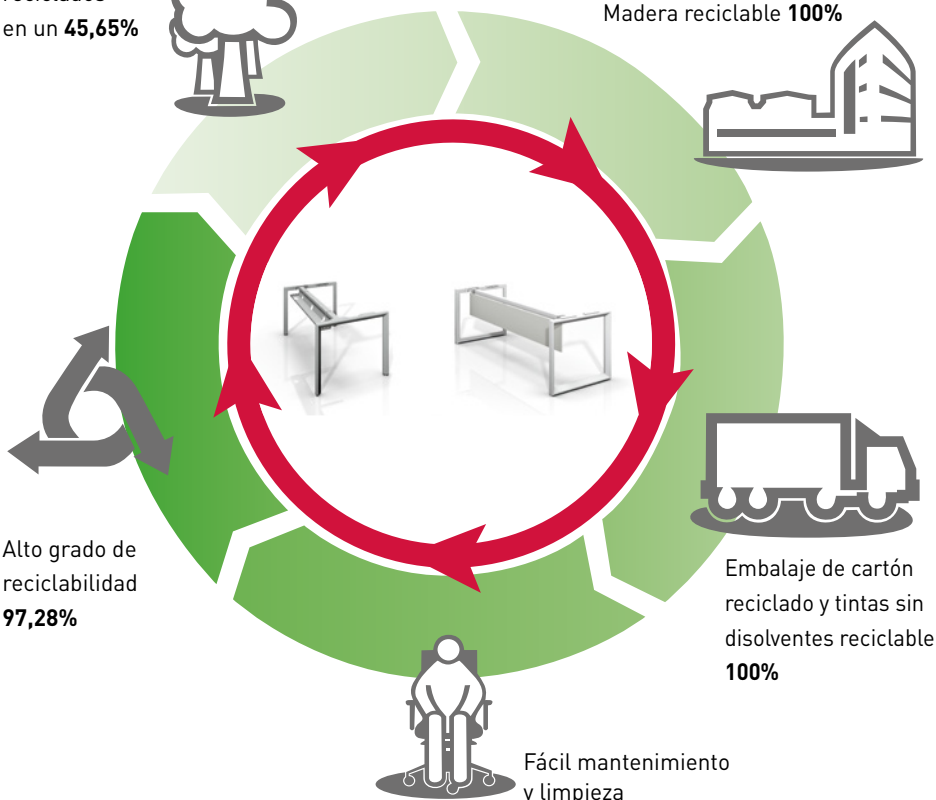 reciclados
en un 45,65%
Madera reciclable 100%
Embalaje de cartón
reciclado y tintas sin
disolventes reciclable
100%
Fácil mantenimiento
y limpieza
Alto grado de
reciclabilidad
97,28%